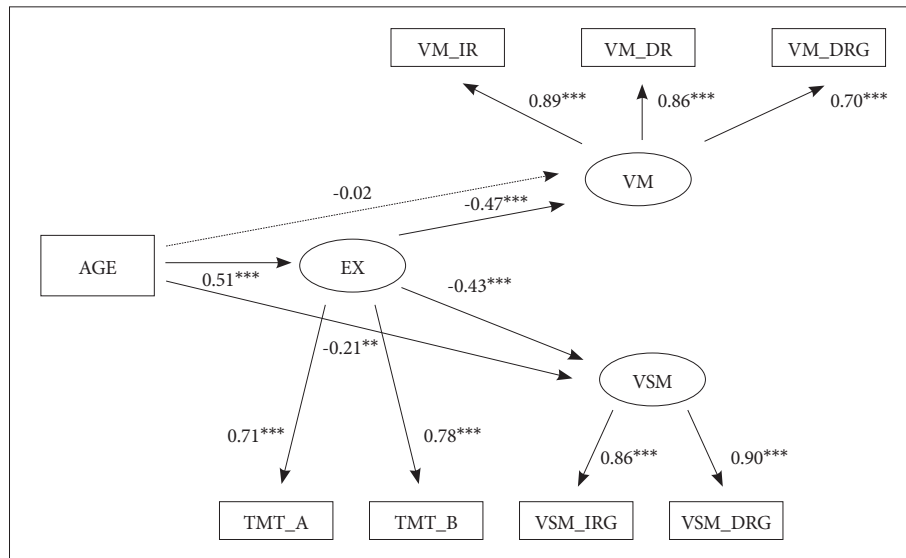 VM_IR
VM_DR
VM_DRG
0.89***
0.86***
0.70***
VM
-0.02
-0.47***
AGE
0.51***
EX
-0.43***
-0.21**
VSM
0.71***
0.78***
0.86***
0.90***
TMT_A
TMT_B
VSM_IRG
VSM_DRG